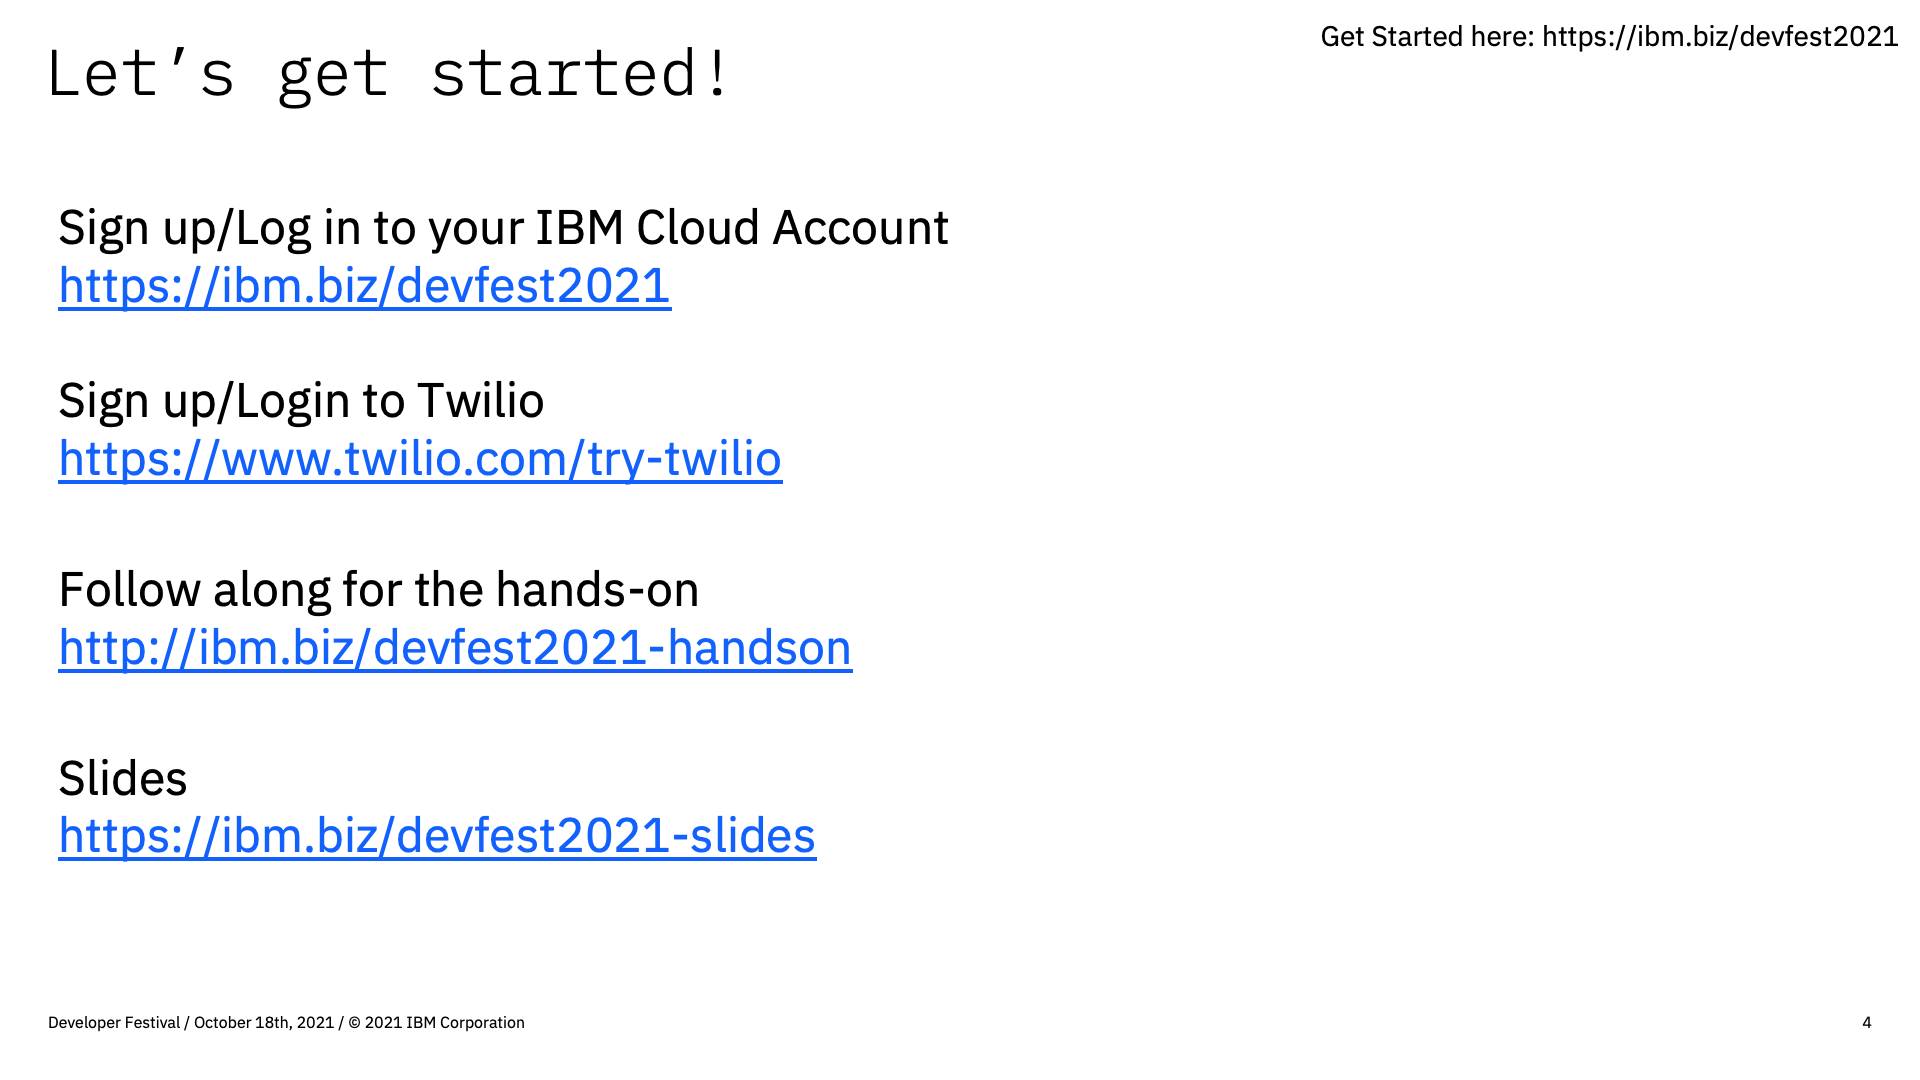 Get Started here: https://ibm.biz/devfest2021
Let’s get started!
Sign up/Log in to your IBM Cloud Account
https://ibm.biz/devfest2021
Sign up/Login to Twilio
https://www.twilio.com/try-twilio
Follow along for the hands-on
http://ibm.biz/devfest2021-handson
Slides
https://ibm.biz/devfest2021-slides
Developer Festival / October 18th, 2021 / © 2021 IBM Corporation
4